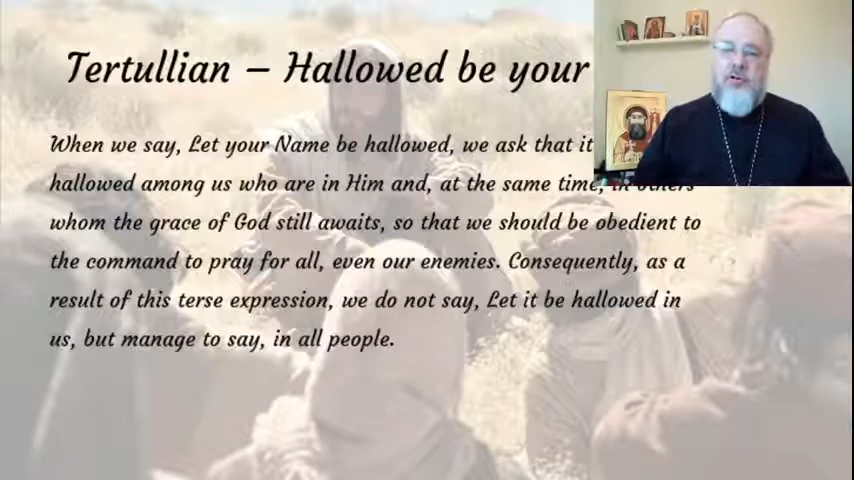 Tertullian – Hallowed be your
When we say, Let your Name be hallowed, we ask that it
hallowed among us who are in Him and, at the same time, in others
whom the grace of God still awaits, so that we should be obedient to
the command to pray for all, even our enemies. Consequently, as a
result of this terse expression, we do not say, Let it be hallowed in
us, but manage to say, in all people.